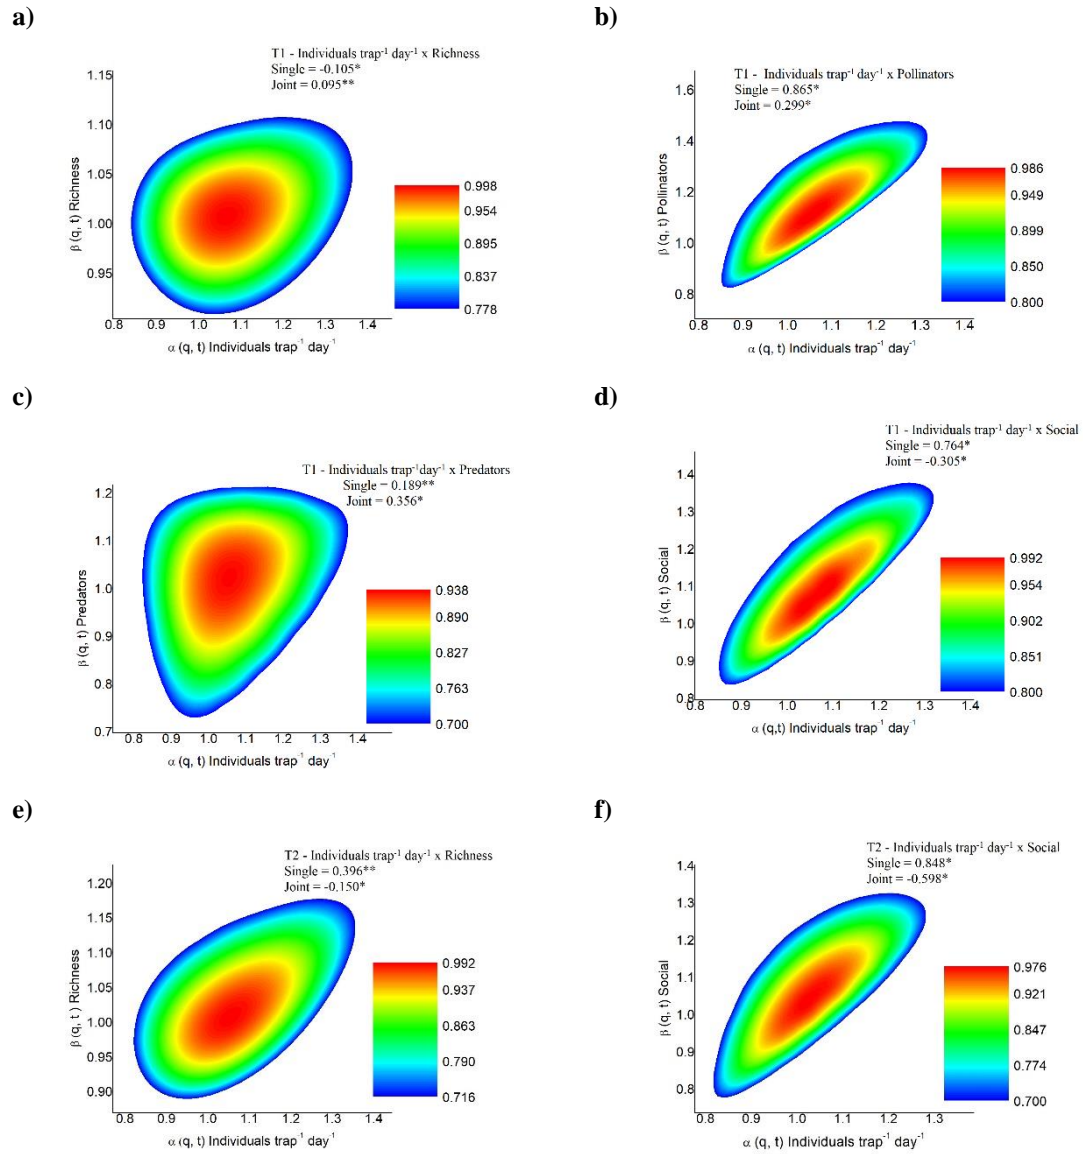 a)
T1 - Individuals trap⁻¹ day⁻¹ x Richness
Single = -0.105*
Joint = 0.095**
1.15
1.10
1.05
1.00
0.95
β (q, t) Richness
0.998
0.954
0.895
0.837
0.778
0.8 0.9 1.0 1.1 1.2 1.3 1.4
α (q, t) Individuals trap⁻¹ day⁻¹
b)
T1 - Individuals trap⁻¹ day⁻¹ x Pollinators
Single = 0.865*
Joint = 0.299*
1.6
1.4
1.2
1.0
0.8
β (q, t) Pollinators
0.986
0.949
0.899
0.850
0.800
0.8 0.9 1.0 1.1 1.2 1.3 1.4
α (q, t) Individuals trap⁻¹ day⁻¹
c)
T1 - Individuals trap⁻¹day⁻¹ x Predators
Single = 0.189**
Joint = 0.356*
1.2
1.1
1.0
0.9
0.8
0.7
β (q, t) Predators
0.938
0.890
0.827
0.763
0.700
0.8 0.9 1.0 1.1 1.2 1.3 1.4
α (q, t) Individuals trap⁻¹ day⁻¹
d)
T1 - Individuals trap⁻¹ day⁻¹ x Social
Single = 0.764*
Joint = -0.305*
1.4
1.3
1.2
1.1
1.0
0.9
0.8
β (q, t) Social
0.992
0.954
0.902
0.851
0.800
0.8 0.9 1.0 1.1 1.2 1.3 1.4
α (q,t) Individuals trap⁻¹ day⁻¹
e)
T2 - Individuals trap⁻¹ day⁻¹ x Richness
Single = 0.396**
Joint = -0.150*
1.20
1.15
1.10
1.05
1.00
0.95
0.90
β (q, t ) Richness
0.992
0.937
0.863
0.790
0.716
0.8 0.9 1.0 1.1 1.2 1.3 1.4
α (q, t) Individuals trap⁻¹ day⁻¹
f)
T2 - Individuals trap⁻¹ day⁻¹ x Social
Single = 0.848*
Joint = -0.598*
1.4
1.3
1.2
1.1
1.0
0.9
0.8
β (q, t) Social
0.976
0.921
0.847
0.774
0.700
0.8 0.9 1.0 1.1 1.2 1.3
α (q, t) Individuals trap⁻¹ day⁻¹